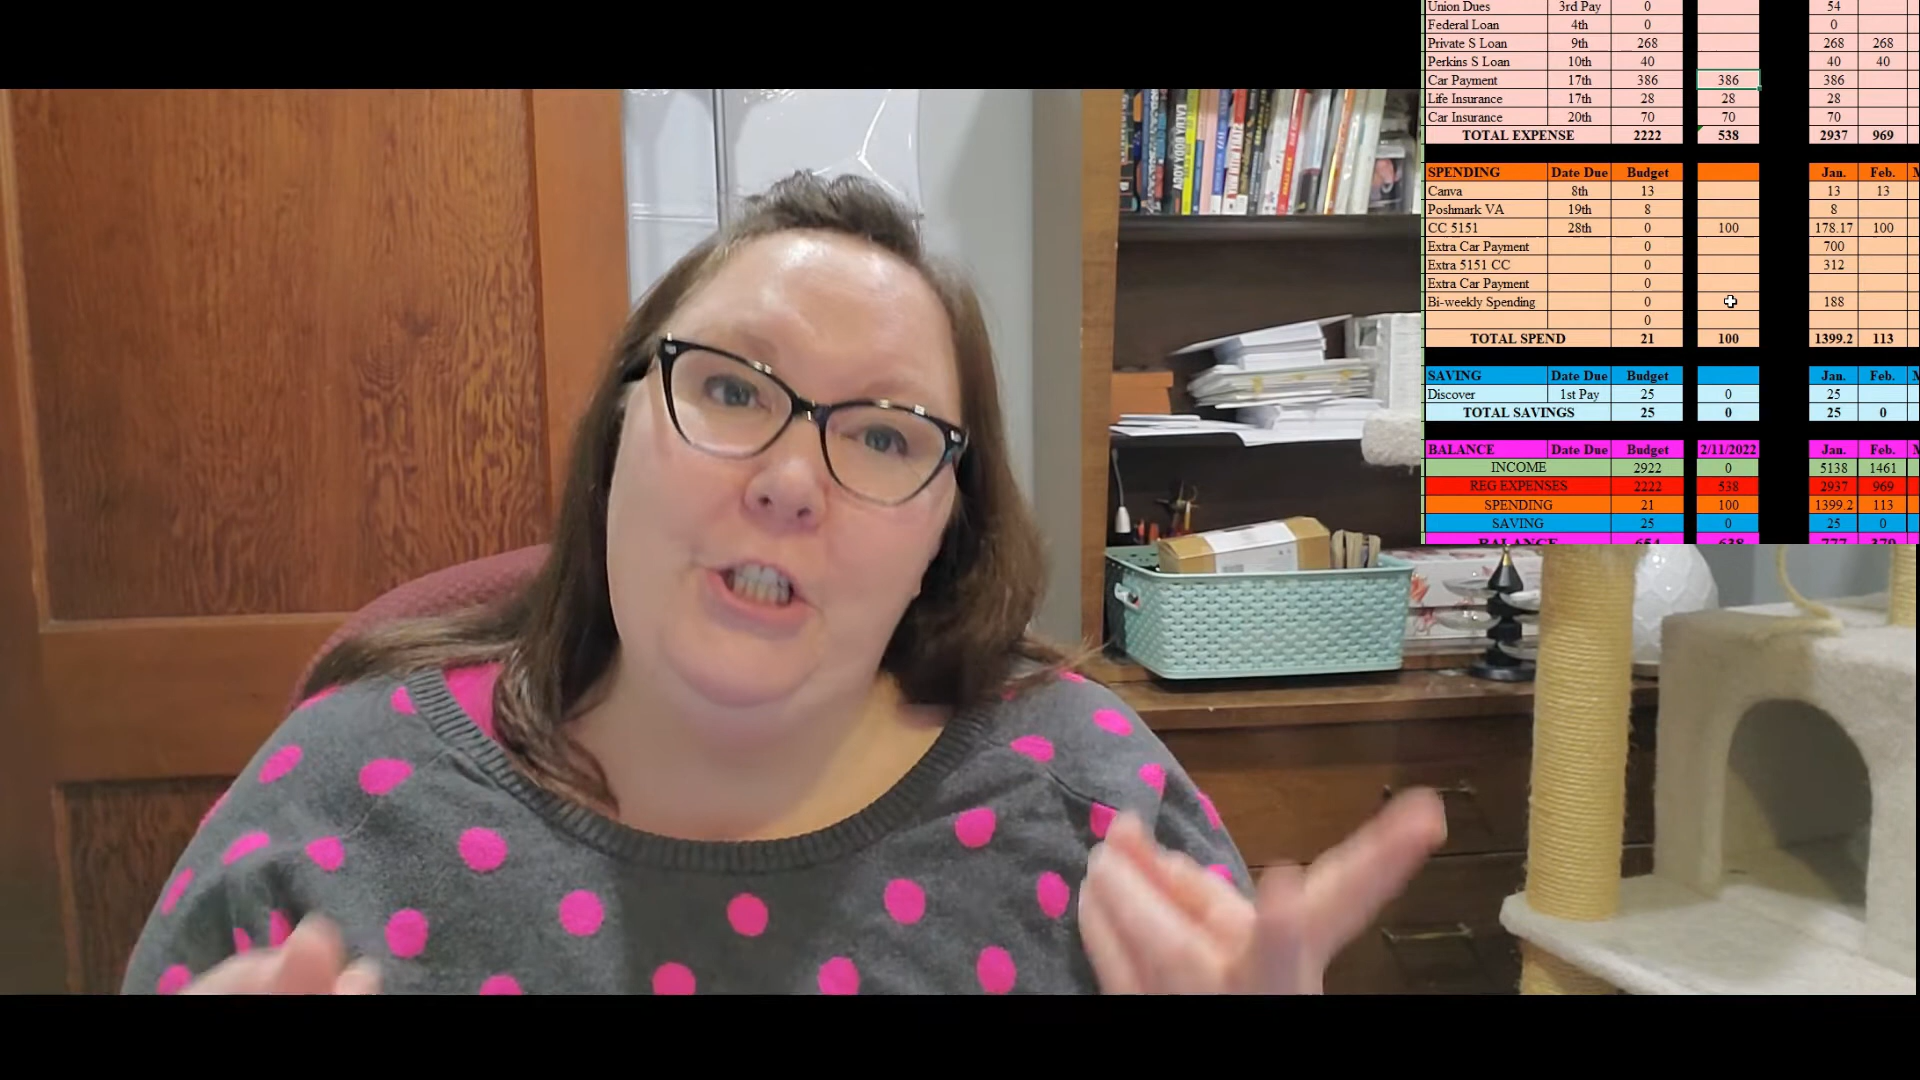 Union Dues 3rd Pay 0 54
Federal Loan 4th 0 0
Private S Loan 9th 268 268 268
Perkins S Loan 10th 40 40 40
Car Payment 17th 386 386 386
Life Insurance 17th 28 28 28
Car Insurance 20th 70 70 70
TOTAL EXPENSE 2222 538 2937 969
SPENDING Date Due Budget Jan. Feb.
Canva 8th 13 13 13
Poshmark VA 19th 8 8
CC 5151 28th 0 100 178.17 100
Extra Car Payment 0 700
Extra 5151 CC 0 312
Extra Car Payment 0
Bi-weekly Spending 0 188
0
TOTAL SPEND 21 100 1399.2 113
SAVING Date Due Budget Jan. Feb.
Discover 1st Pay 25 0 25
TOTAL SAVINGS 25 0 25 0
BALANCE Date Due Budget 2/11/2022 Jan. Feb.
INCOME 2922 0 5138 1461
REG EXPENSES 2222 538 2937 969
SPENDING 21 100 1399.2 113
SAVING 25 0 25 0
BALANCE 654 638 777 379